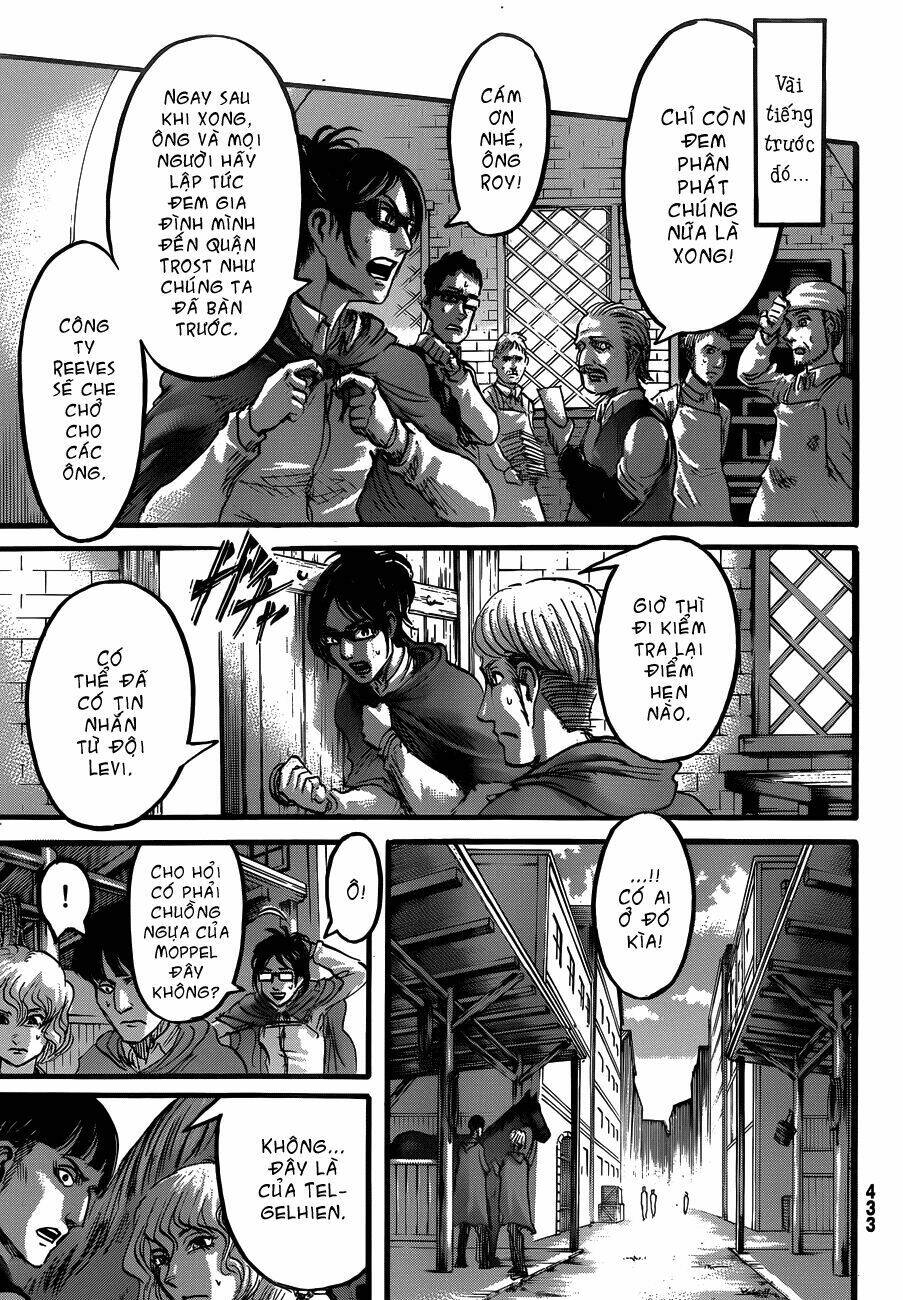 Vài
tiếng
trước
đó...
CHỈ CÒN
ĐEM
PHÂN
PHÁT
CHÚNG
NỮA LÀ
XONG!
CÁM
ƠN
NHÉ,
ÔNG
ROY!
NGAY SAU
KHI XONG,
ÔNG VÀ MỌI
NGƯỜI HÃY
LẬP TỨC
ĐEM GIA
ĐÌNH MÌNH
ĐẾN QUẬN
TROST NHƯ
CHÚNG TA
ĐÃ BÀN
TRƯỚC.
CÔNG
TY
REEVES
SẼ CHE
CHỞ
CHO
CÁC
ÔNG.
GIỜ THÌ
ĐI KIỂM
TRA LẠI
ĐIỂM
HẸN
NÀO.
CÓ
THỂ ĐÃ
CÓ TIN
NHẮN
TỪ ĐỘI
LEVI.
...!!
CÓ AI
Ở ĐÓ
KÌA!
Ô!
CHO HỎI
CÓ PHẢI
CHUỒNG
NGỰA CỦA
MOPPEL
ĐÂY
KHÔNG?
!
KHÔNG...
ĐÂY LÀ
CỦA TEL-
GELHIEN.
433